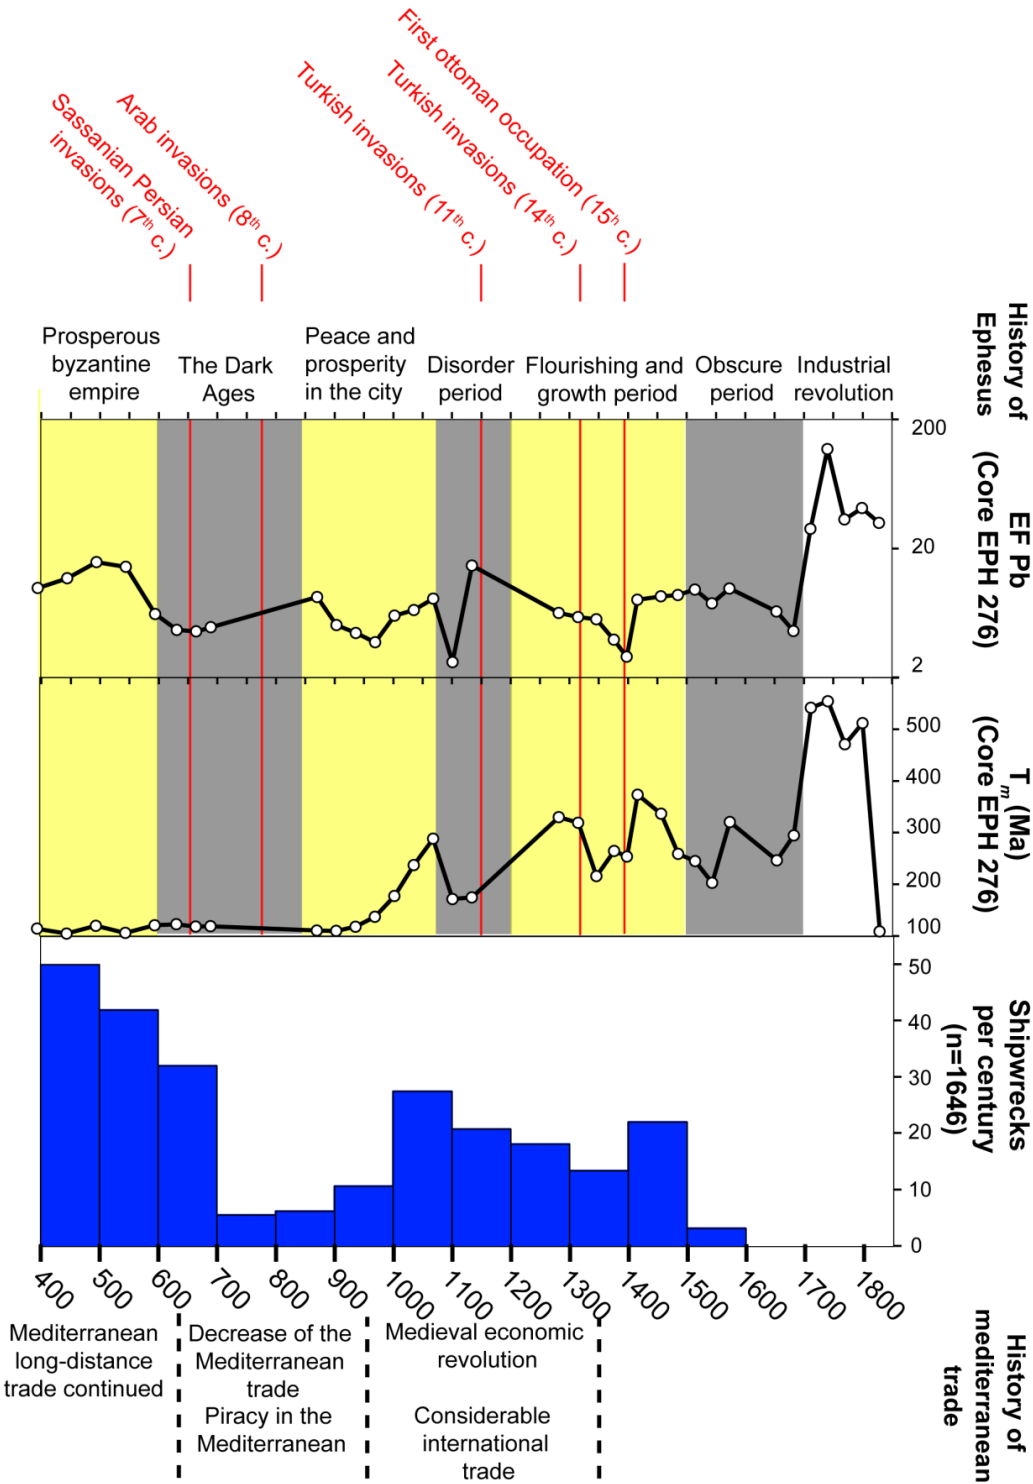 First ottoman occupation (15h c.)
Turkish invasions (14th c.)
Turkish invasions (11th c.)
Arab invasions (8th c.)
Sassanian Persian
invasions (7th c.)
History of
Ephesus
Prosperous
byzantine
empire
The Dark
Ages
Peace and
prosperity
in the city
Disorder
period
Flourishing and
growth period
Obscure
period
Industrial
revolution
EF Pb
(Core EPH 276)
200
20
2
Tm (Ma)
(Core EPH 276)
500
400
300
200
100
Shipwrecks
per century
(n=1646)
50
40
30
20
10
0
400 500 600 700 800 900 1000 1100 1200 1300 1400 1500 1600 1700 1800
History of
mediterranean
trade
Mediterranean
long-distance
trade continued
Decrease of the
Mediterranean
trade
Piracy in the
Mediterranean
Medieval economic
revolution
Considerable
international
trade